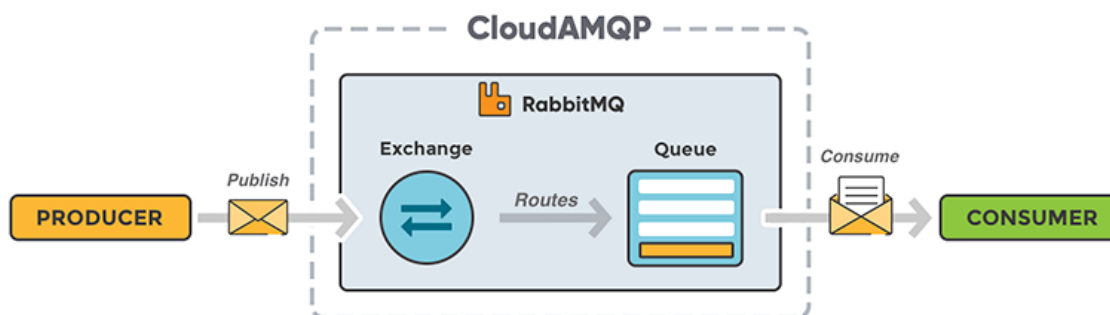 CloudAMQP
RabbitMQ
Exchange
Queue
Consume
Publish
Routes
PRODUCER
CONSUMER